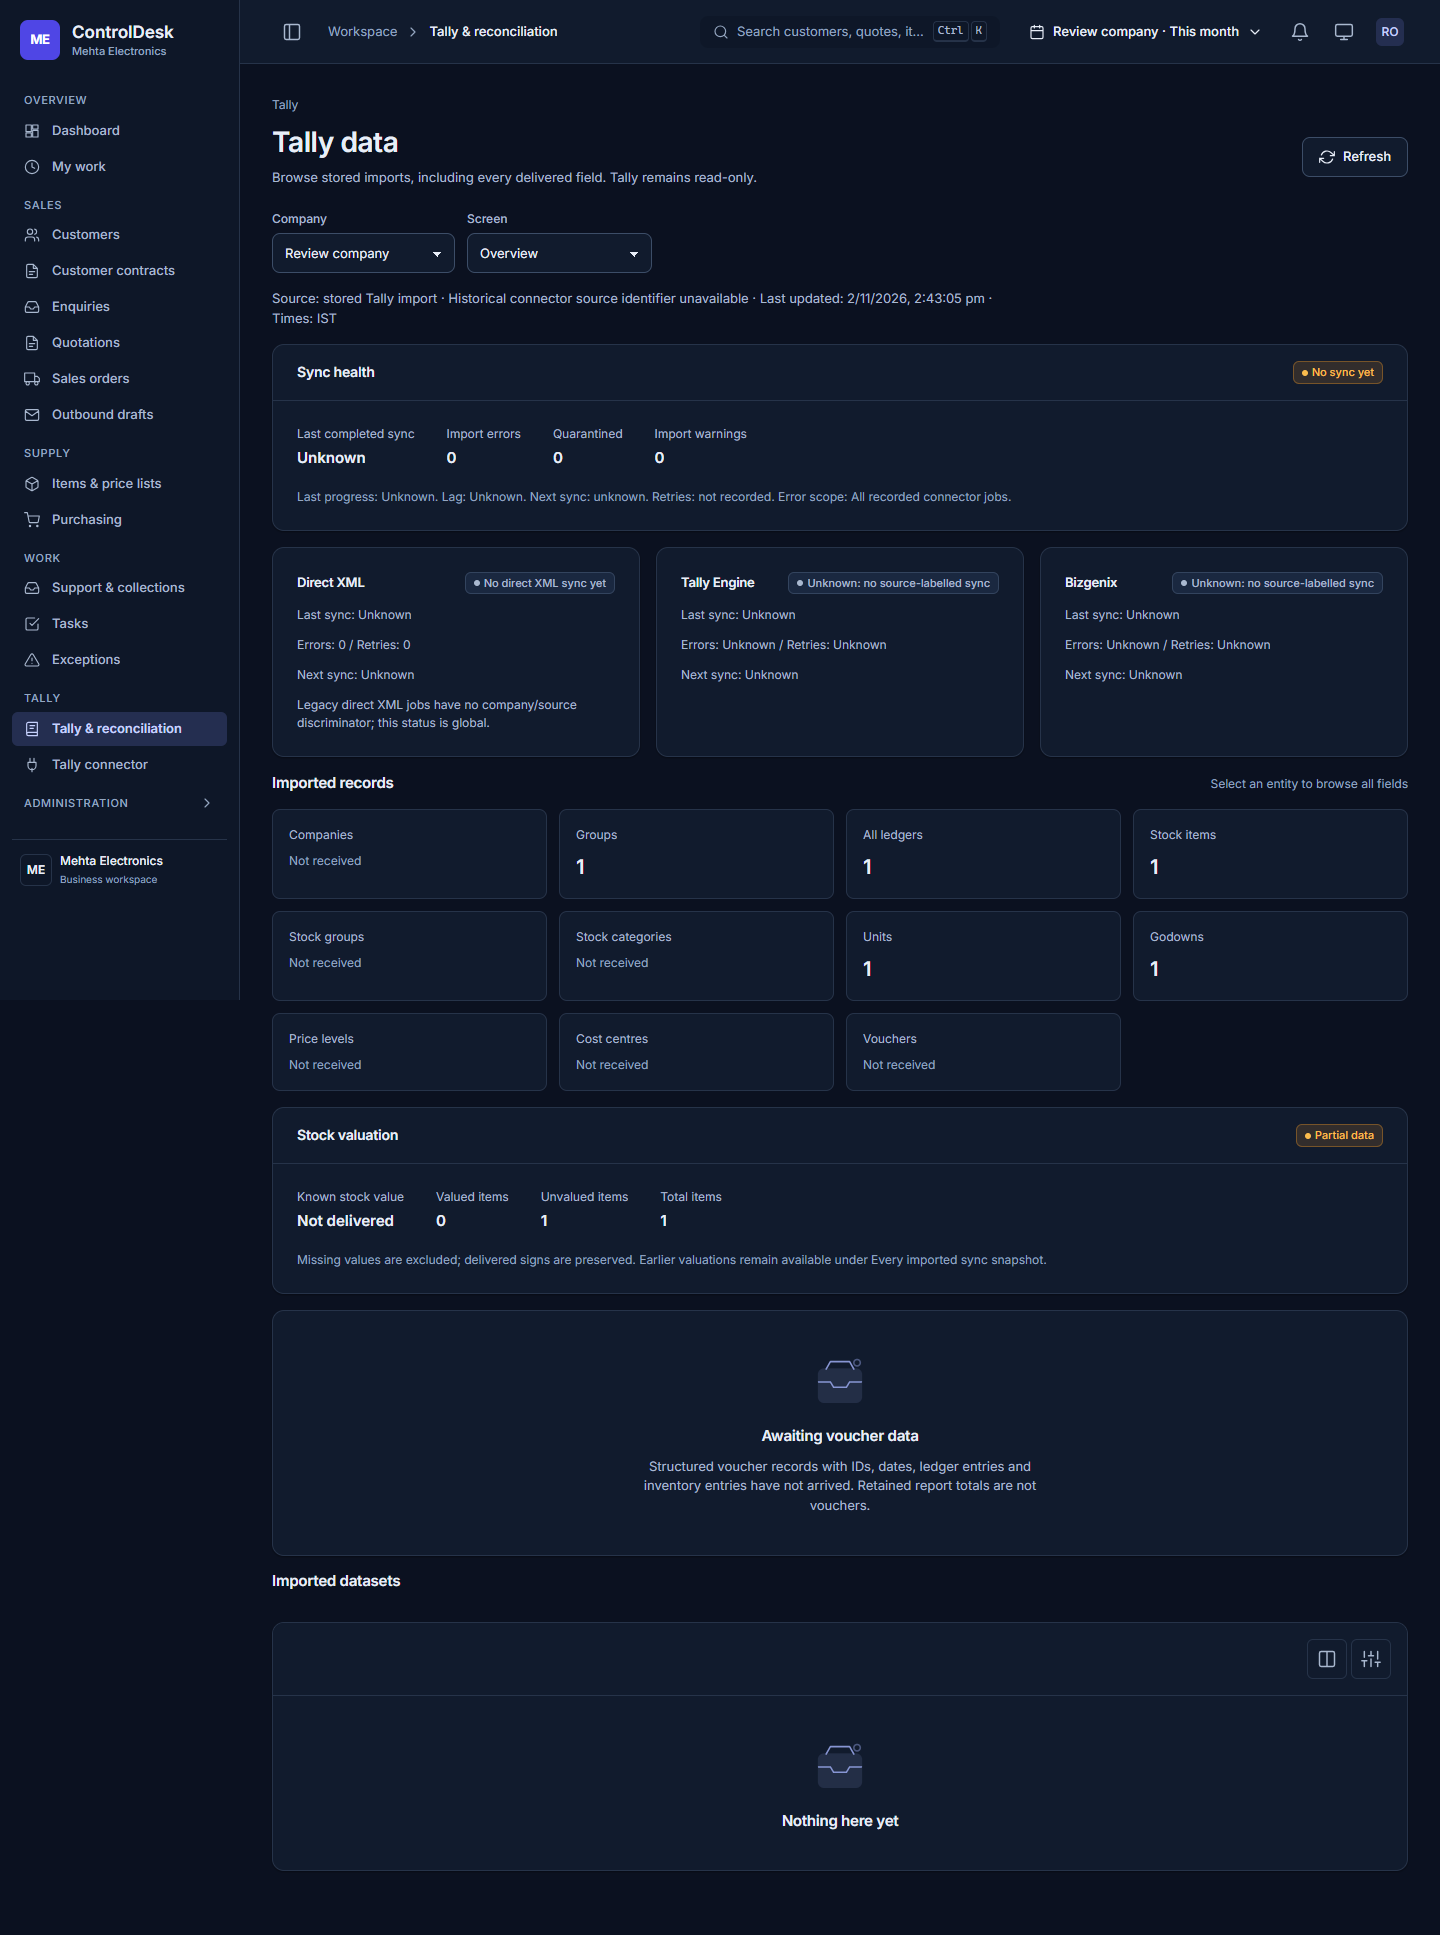 ME
ControlDesk
Mehta Electronics
OVERVIEW
Dashboard
My work
SALES
Customers
Customer contracts
Enquiries
Quotations
Sales orders
Outbound drafts
SUPPLY
Items & price lists
Purchasing
WORK
Support & collections
Tasks
Exceptions
TALLY
Tally & reconciliation
Tally connector
ADMINISTRATION
ME
Mehta Electronics
Business workspace
Workspace
Tally & reconciliation
Search customers, quotes, it...
Ctrl K
Review company · This month
RO
Tally
Tally data
Browse stored imports, including every delivered field. Tally remains read-only.
Refresh
Company
Screen
Review company
Overview
Source: stored Tally import · Historical connector source identifier unavailable · Last updated: 2/11/2026, 2:43:05 pm ·
Times: IST
Sync health
No sync yet
Last completed sync
Import errors
Quarantined
Import warnings
Unknown
0
0
0
Last progress: Unknown. Lag: Unknown. Next sync: unknown. Retries: not recorded. Error scope: All recorded connector jobs.
Direct XML
No direct XML sync yet
Last sync: Unknown
Errors: 0 / Retries: 0
Next sync: Unknown
Legacy direct XML jobs have no company/source
discriminator; this status is global.
Tally Engine
Unknown: no source-labelled sync
Last sync: Unknown
Errors: Unknown / Retries: Unknown
Next sync: Unknown
Bizgenix
Unknown: no source-labelled sync
Last sync: Unknown
Errors: Unknown / Retries: Unknown
Next sync: Unknown
Imported records
Select an entity to browse all fields
Companies
Not received
Groups
1
All ledgers
1
Stock items
1
Stock groups
Not received
Stock categories
Not received
Units
1
Godowns
1
Price levels
Not received
Cost centres
Not received
Vouchers
Not received
Stock valuation
Partial data
Known stock value
Valued items
Unvalued items
Total items
Not delivered
0
1
1
Missing values are excluded; delivered signs are preserved. Earlier valuations remain available under Every imported sync snapshot.
Awaiting voucher data
Structured voucher records with IDs, dates, ledger entries and
inventory entries have not arrived. Retained report totals are not
vouchers.
Imported datasets
Nothing here yet